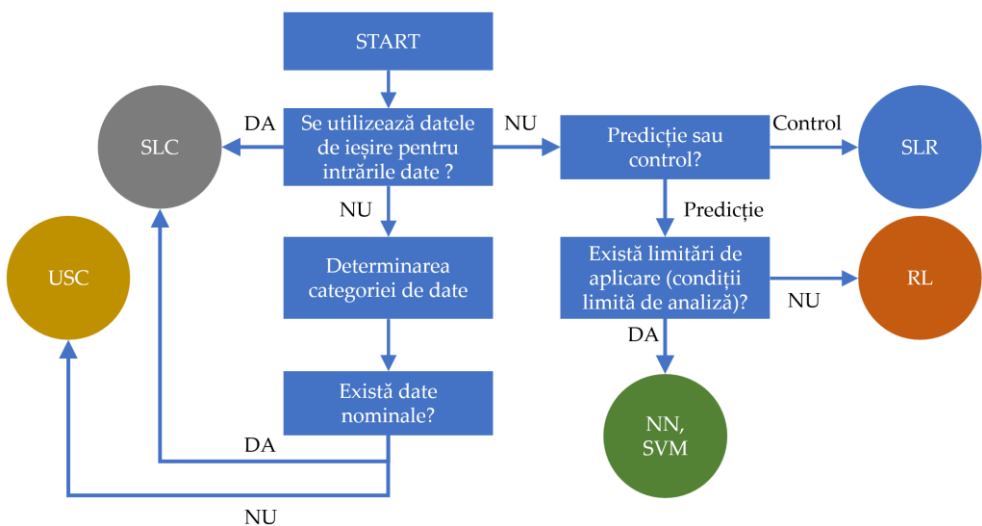 START
DA
Se utilizează datele
de ieșire pentru
intrările date ?
NU
Predicție sau
control?
Control
SLC
SLR
NU
Predicție
USC
Determinarea
categoriei de date
Există limitări de
aplicare (condiții
limită de analiză)?
NU
RL
DA
Există date
nominale?
NN,
SVM
DA
NU